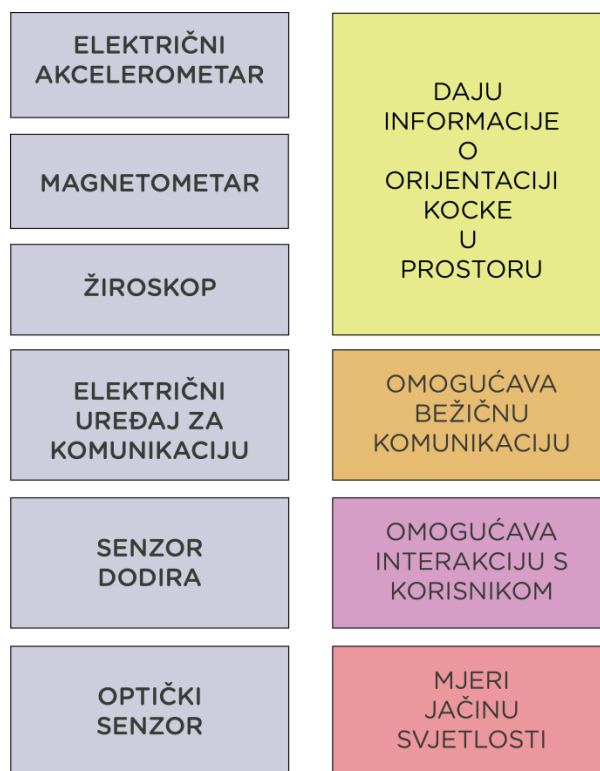 ELEKTRIČNI
AKCELEROMETAR
MAGNETOMETAR
ŽIROSKOP
DAJU
INFORMACIJE
O
ORIJENTACIJI
KOCKE
U
PROSTORU
ELEKTRIČNI
UREĐAJ ZA
KOMUNIKACIJU
OMOGUĆAVA
BEŽIČNU
KOMUNIKACIJU
SENZOR
DODIRA
OMOGUĆAVA
INTERAKCIJU S
KORISNIKOM
OPTIČKI
SENZOR
MJERI
JAČINU
SVJETLOSTI